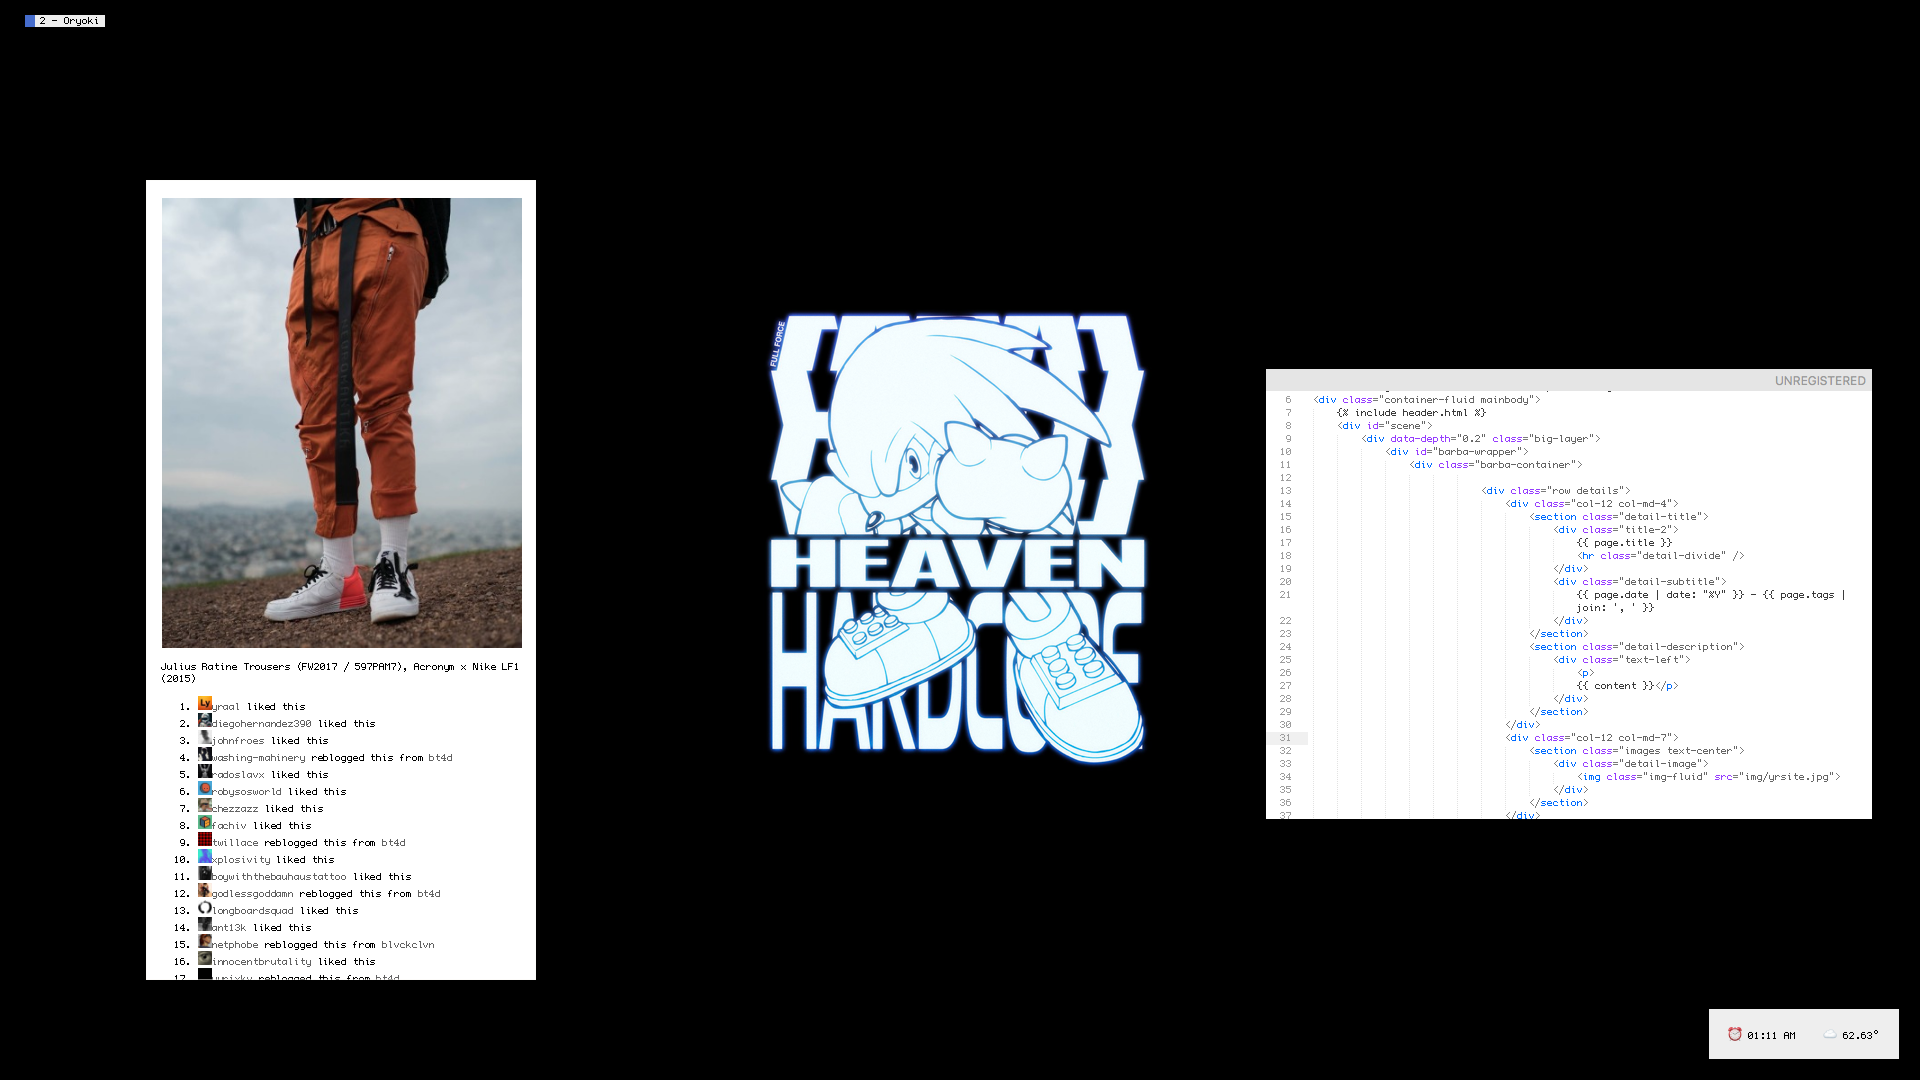 2 - Oryoki
Julius Ratine Trousers (FW2017 / 597PAM7), Acronym x Nike LF1
(2015)
1. Ly yraal liked this
2. diegohernandez390 liked this
3. johnfroes liked this
4. washing-mahinery reblogged this from bt4d
5. radoslavx liked this
6. robysosworld liked this
7. chezzazz liked this
8. fachiv liked this
9. twillace reblogged this from bt4d
10. xplosivity liked this
11. boywiththebauhaustattoo liked this
12. godlessgoddamn reblogged this from bt4d
13. longboardsquad liked this
14. ant13k liked this
15. netphobe reblogged this from blvckclvn
16. innocentbrutality liked this
17. reblogged this from bt4d
FULL FORCE
HEAVEN
HARDCORE
UNREGISTERED
6 <div class="container-fluid mainbody">
7 {% include header.html %}
8 <div id="scene">
9 <div data-depth="0.2" class="big-layer">
10 <div id="barba-wrapper">
11 <div class="barba-container">
12
13 <div class="row details">
14 <div class="col-12 col-md-4">
15 <section class="detail-title">
16 <div class="title-2">
17 {{ page.title }}
18 <hr class="detail-divide" />
19 </div>
20 <div class="detail-subtitle">
21 {{ page.date | date: "%Y" }} - {{ page.tags |
join: ', ' }}
22 </div>
23 </section>
24 <section class="detail-description">
25 <div class="text-left">
26 <p>
27 {{ content }}</p>
28 </div>
29 </section>
30 </div>
31 <div class="col-12 col-md-7">
32 <section class="images text-center">
33 <div class="detail-image">
34 <img class="img-fluid" src="img/yrsite.jpg">
35 </div>
36 </section>
37 </div>
01:11 AM 62.63°